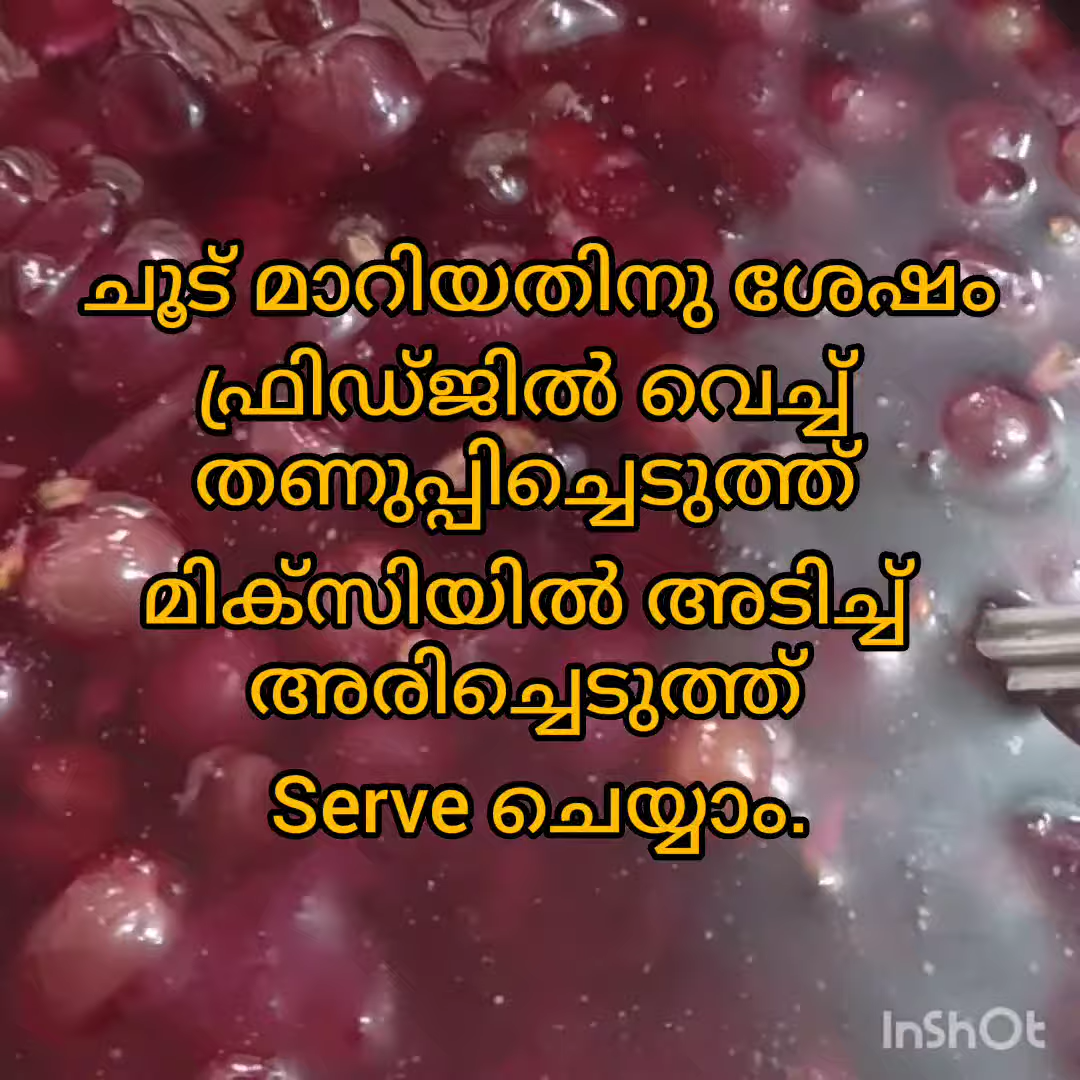 ചൂട് മാറിയതിനു ശേഷം
ഫ്രിഡ്ജിൽ വെച്ച്
തണുപ്പിച്ചെടുത്ത്
മിക്സിയിൽ അടിച്ച്
അരിച്ചെടുത്ത്
Serve ചെയ്യാം.
InShOt